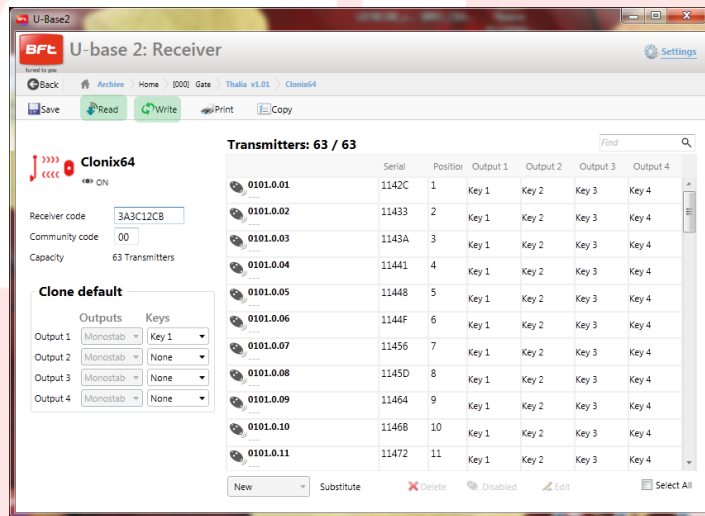 U-Base2
BFt U-base 2: Receiver Settings
turned to you
Back Archive Home [000] Gate Thalia v1.01 Clonix64
Save Read Write Print Copy
Transmitters: 63 / 63 Find
Serial Position Output 1 Output 2 Output 3 Output 4
Clonix64
ON
Receiver code 3A3C12CB
Community code 00
Capacity 63 Transmitters
Clone default
Outputs Keys
Output 1 Monostab Key 1
Output 2 Monostab None
Output 3 Monostab None
Output 4 Monostab None
0101.0.01 1142C 1 Key 1 Key 2 Key 3 Key 4
---
0101.0.02 11433 2 Key 1 Key 2 Key 3 Key 4
---
0101.0.03 1143A 3 Key 1 Key 2 Key 3 Key 4
---
0101.0.04 11441 4 Key 1 Key 2 Key 3 Key 4
---
0101.0.05 11448 5 Key 1 Key 2 Key 3 Key 4
---
0101.0.06 1144F 6 Key 1 Key 2 Key 3 Key 4
---
0101.0.07 11456 7 Key 1 Key 2 Key 3 Key 4
---
0101.0.08 1145D 8 Key 1 Key 2 Key 3 Key 4
---
0101.0.09 11464 9 Key 1 Key 2 Key 3 Key 4
---
0101.0.10 1146B 10 Key 1 Key 2 Key 3 Key 4
---
0101.0.11 11472 11 Key 1 Key 2 Key 3 Key 4
---
New Substitute Delete Disabled Edit Select All